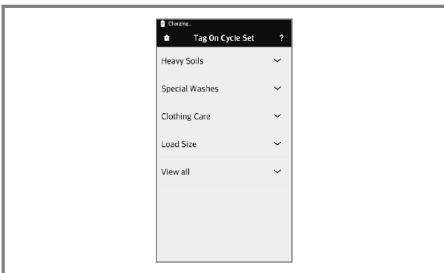 Charging..
Tag On Cycle Set ?
Heavy Soils
Special Washes
Clothing Care
Load Size
View all